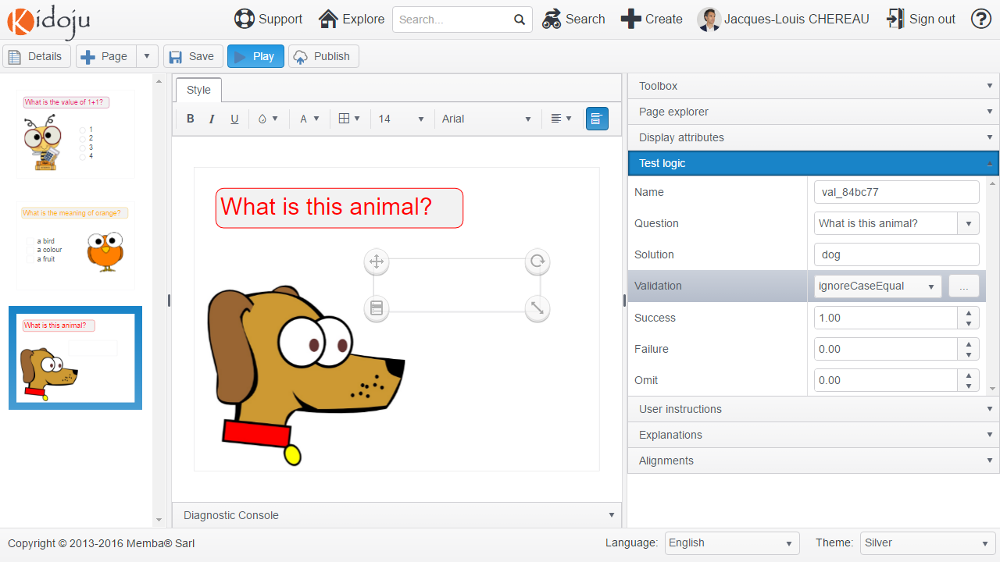 Kidoju
Support
Explore
Search...
Search
Create
Jacques-Louis CHEREAU
Sign out
Details
Page
Save
Play
Publish
What is the value of 1+1?
1
2
3
4
What is the meaning of orange?
a bird
a colour
a fruit
What is this animal?
Style
B
I
U
A
14
Arial
What is this animal?
Diagnostic Console
Toolbox
Page explorer
Display attributes
Test logic
Name val_84bc77
Question What is this animal?
Solution dog
Validation ignoreCaseEqual ...
Success 1.00
Failure 0.00
Omit 0.00
User instructions
Explanations
Alignments
Copyright © 2013-2016 Memba® Sarl
Language: English
Theme: Silver